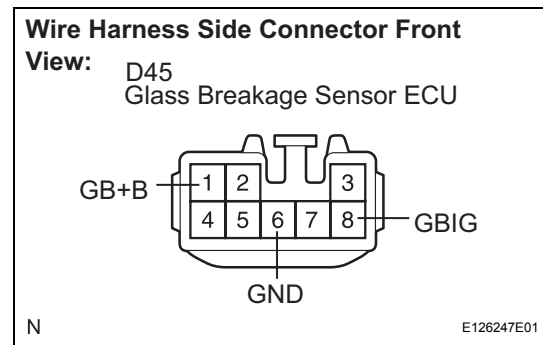 Wire Harness Side Connector Front
View:
D45
Glass Breakage Sensor ECU
GB+B
1 2 3
4 5 6 7 8
GBIG
GND
N
E126247E01